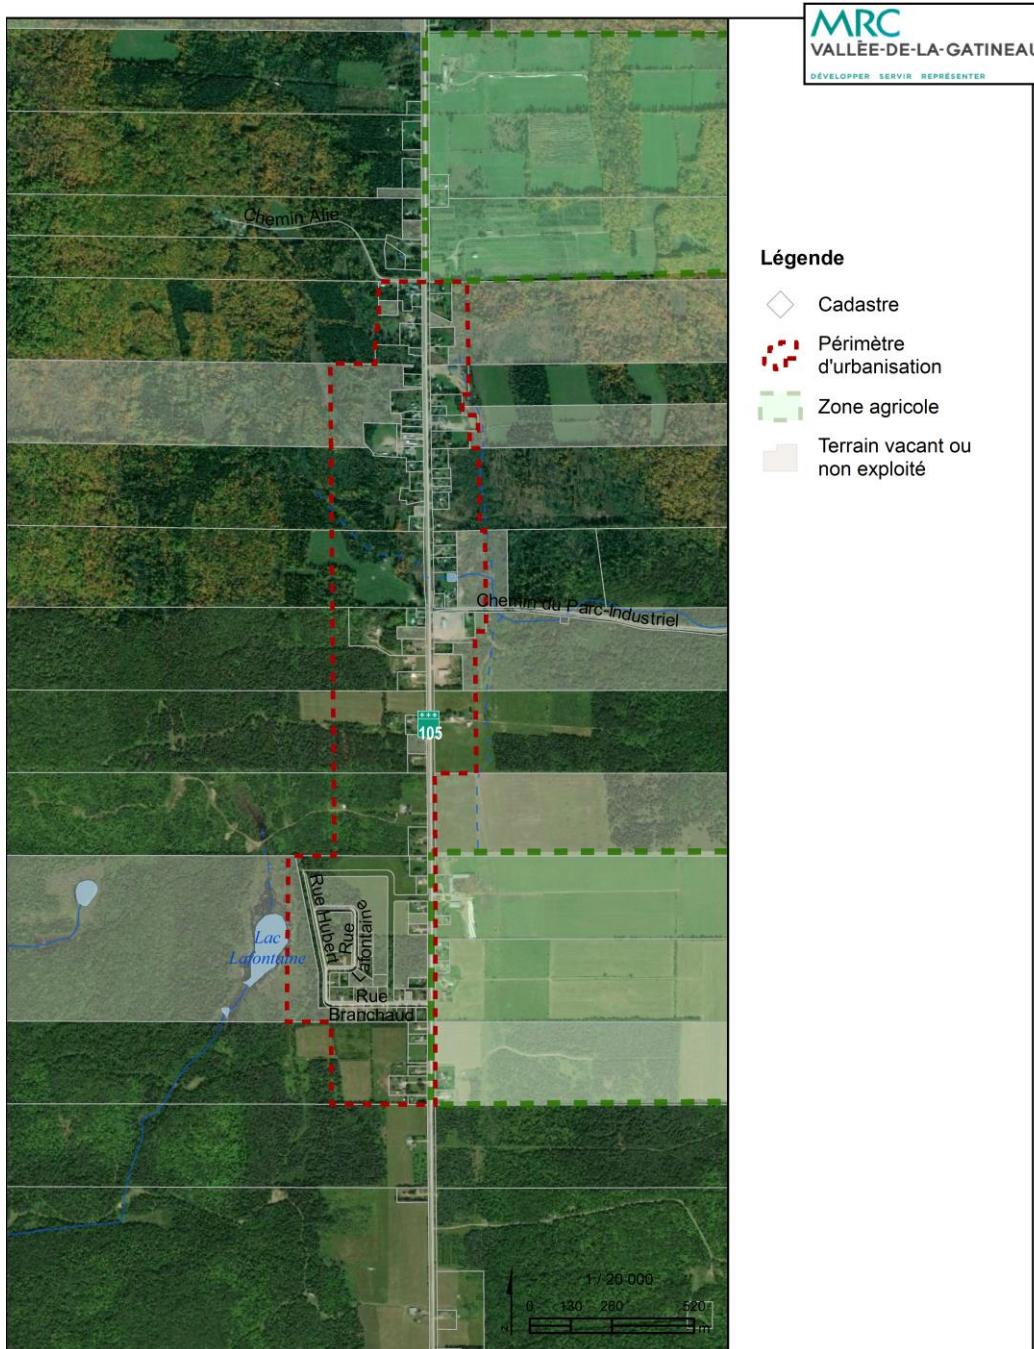 MRC
VALLÉE-DE-LA-GATINEAU
DÉVELOPPER SERVIR REPRÉSENTER
Chemin Alie
Légende
Cadastre
Périmètre
d'urbanisation
Zone agricole
Terrain vacant ou
non exploité
Chemin du Parc-Industriel
105
Rue Hubert
Rue
Lafontaine
Lac
Lafontaine
Rue
Branchaud
1 / 20 000
0 130 260 520
m
N